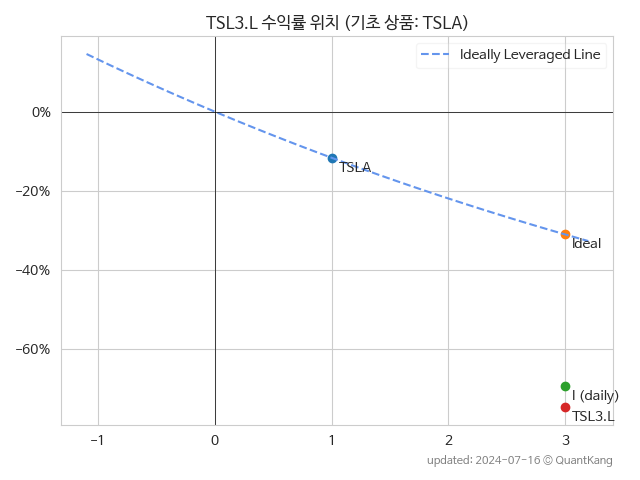 TSL3.L 수익률 위치 (기초 상품: TSLA)
Ideally Leveraged Line
0%
−20%
−40%
−60%
TSLA
Ideal
I (daily)
TSL3.L
−1
0
1
2
3
updated: 2024-07-16 © QuantKang